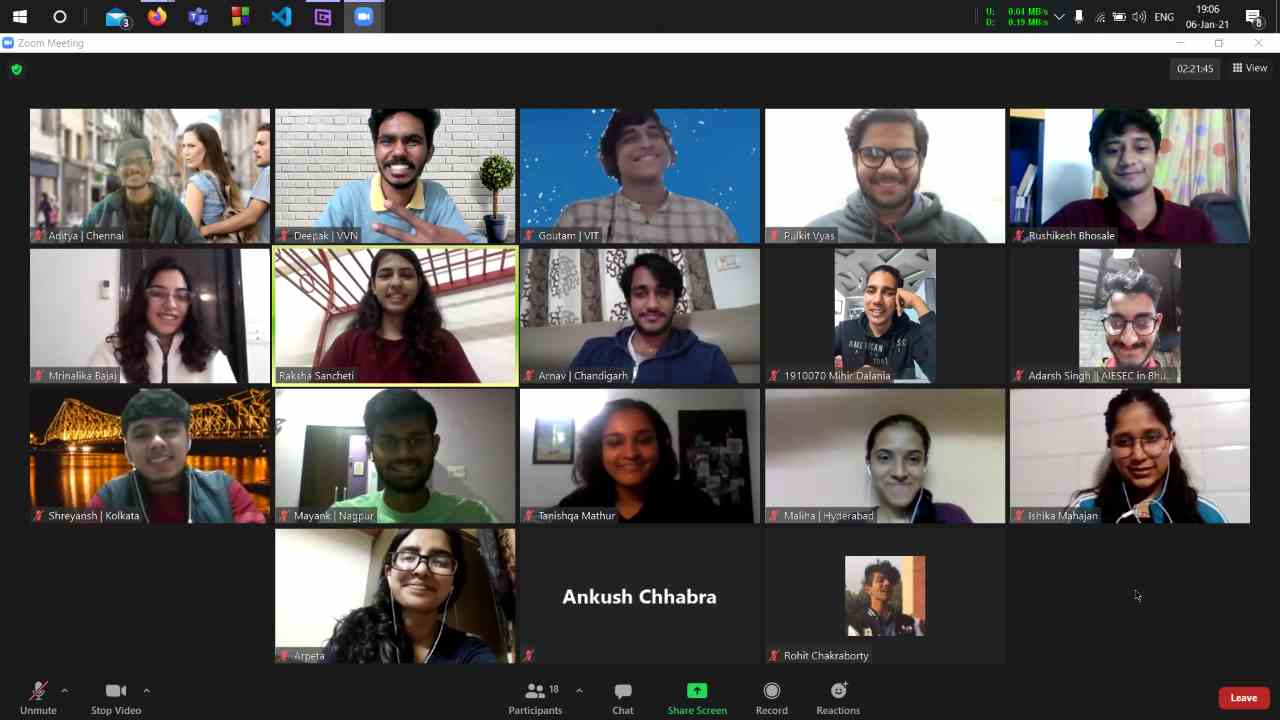 3
U: 0.04 MB/s
D: 0.19 MB/s
ENG
19:06
06-Jan-21
8
Zoom Meeting
02:21:45
View
Aditya | Chennai
Deepak | VVN
Goutam | VIT
Pulkit Vyas
Rushikesh Bhosale
Mrinalika Bajaj
Raksha Sancheti
Arnav | Chandigarh
AMERICAN
1910070 Mihir Dalania
Adarsh Singh || AIESEC in Bhu...
Shreyansh | Kolkata
Mayank | Nagpur
Tanishqa Mathur
Maliha | Hyderabad
Ishika Mahajan
Arpeta
Ankush Chhabra
Rohit Chakraborty
Unmute
Stop Video
18
Participants
Chat
Share Screen
Record
Reactions
Leave